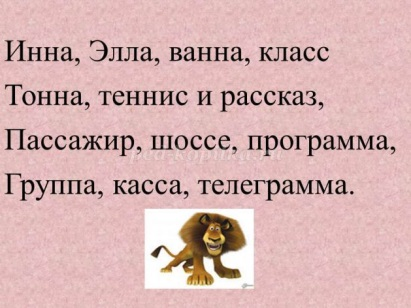 Инна, Элла, ванна, класс
Тонна, теннис и рассказ,
Пассажир, шоссе, программа,
Группа, касса, телеграмма.